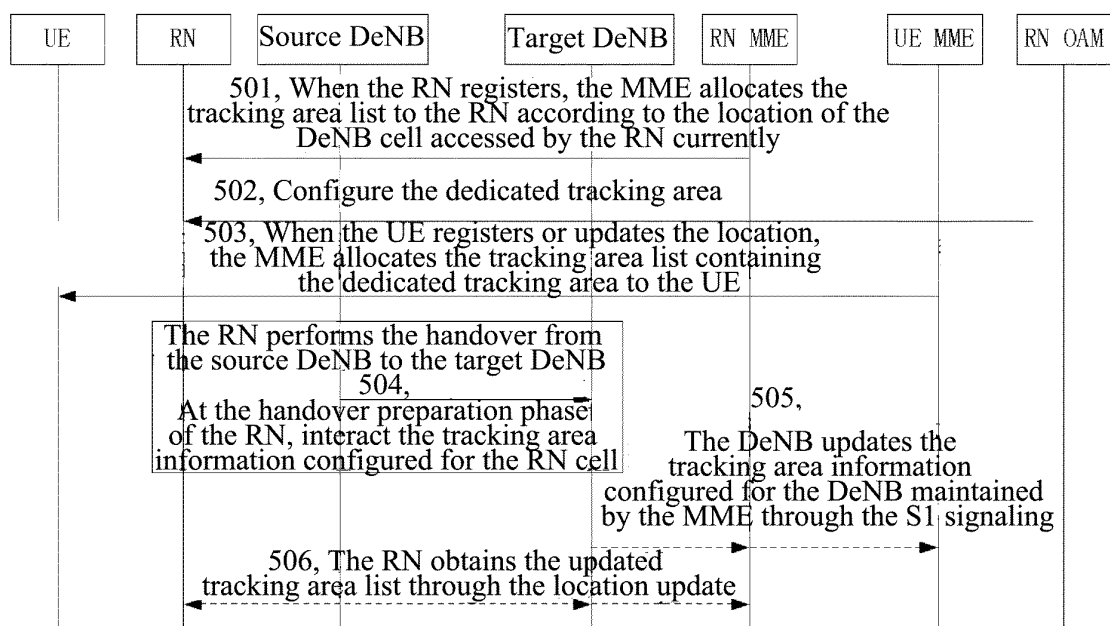 UE
RN
Source DeNB
Target DeNB
RN MME
UE MME
RN OAM
501, When the RN registers, the MME allocates the
tracking area list to the RN according to the location of the
DeNB cell accessed by the RN currently
502, Configure the dedicated tracking area
503, When the UE registers or updates the location,
the MME allocates the tracking area list containing
the dedicated tracking area to the UE
The RN performs the handover from
the source DeNB to the target DeNB
504,
At the handover preparation phase
of the RN, interact the tracking area
information configured for the RN cell
505,
The DeNB updates the
tracking area information
configured for the DeNB maintained
by the MME through the S1 signaling
506, The RN obtains the updated
tracking area list through the location update